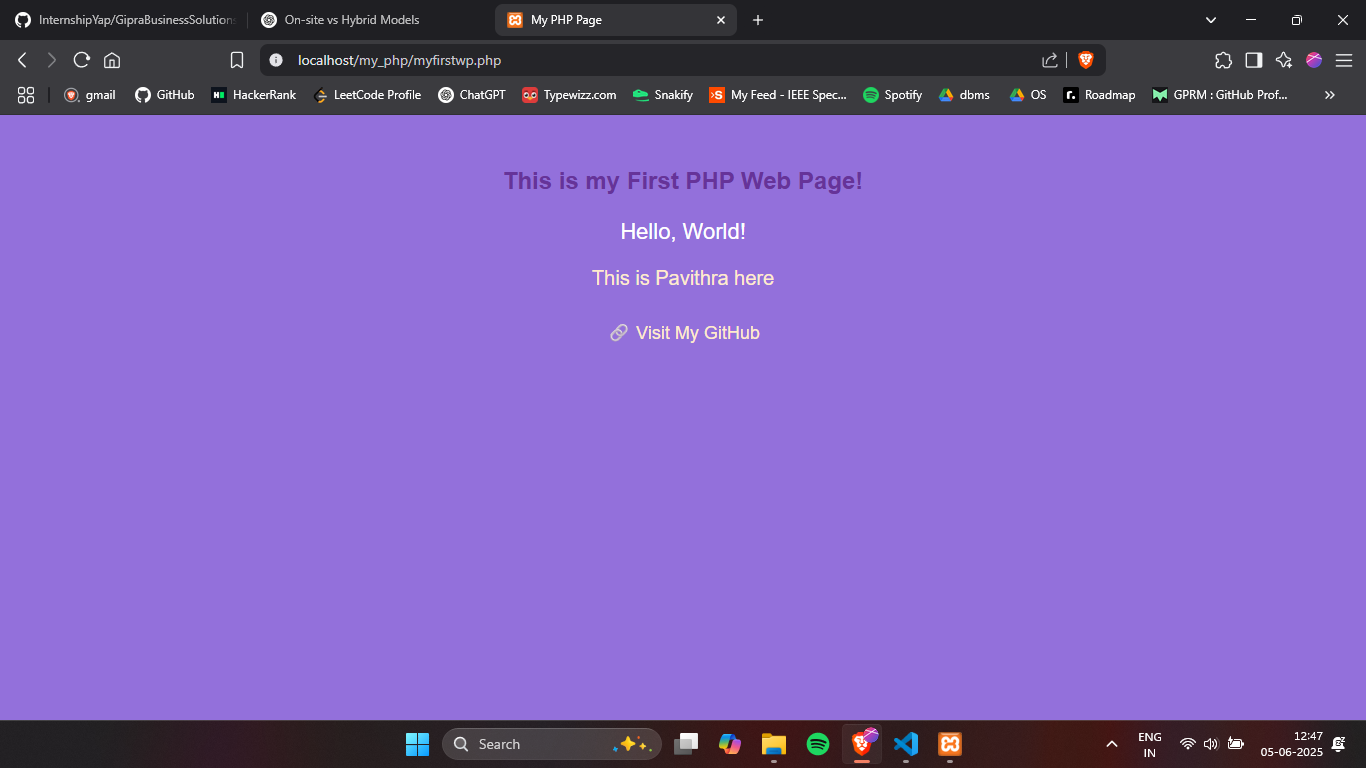 InternshipYap/GipraBusinessSolution
On-site vs Hybrid Models
My PHP Page
localhost/my_php/myfirstwp.php
gmail
GitHub
HackerRank
LeetCode Profile
ChatGPT
Typewizz.com
Snakify
My Feed - IEEE Spec...
Spotify
dbms
OS
Roadmap
GPRM : GitHub Prof...
This is my First PHP Web Page!
Hello, World!
This is Pavithra here
Visit My GitHub
Search
ENG
IN
12:47
05-06-2025